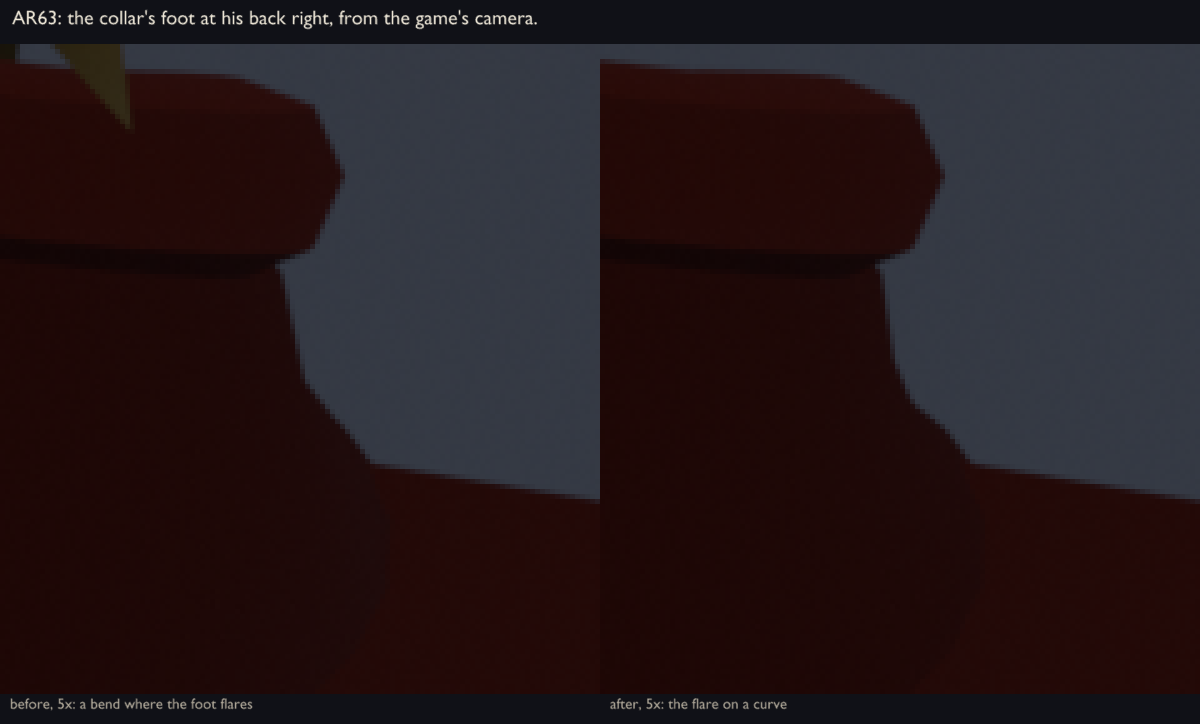 AR63: the collar's foot at his back right, from the game's camera.
before, 5x: a bend where the foot flares
after, 5x: the flare on a curve